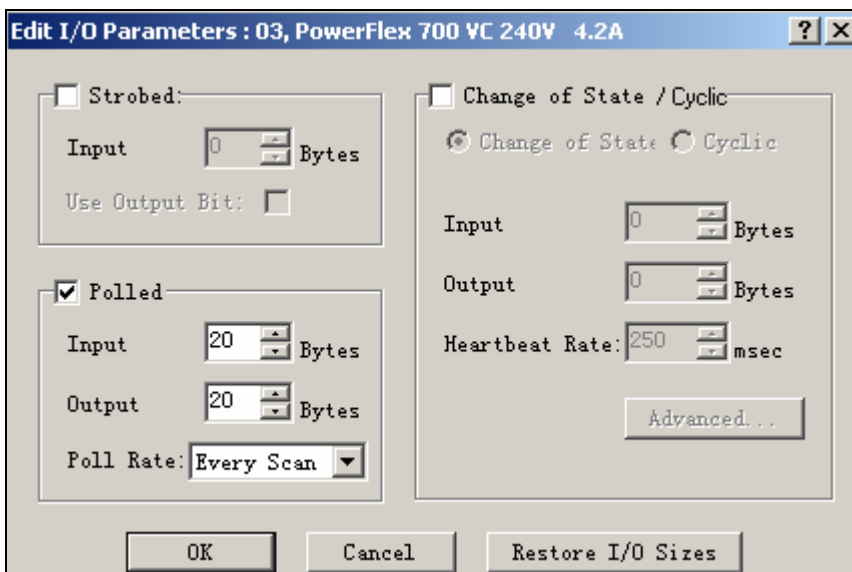 Edit I/O Parameters : 03, PowerFlex 700 VC 240V 4.2A
Strobed:
Input 0 Bytes
Use Output Bit:
Polled
Input 20 Bytes
Output 20 Bytes
Poll Rate: Every Scan
Change of State / Cyclic
Change of State Cyclic
Input 0 Bytes
Output 0 Bytes
Heartbeat Rate: 250 msec
Advanced...
OK Cancel Restore I/O Sizes